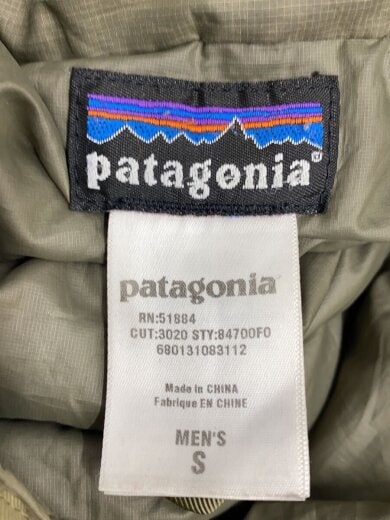 patagonia®
patagonia
RN:51884
CUT:3020 STY:84700F0
680131083112
Made in CHINA
Fabriqué EN CHINE
MEN'S
S